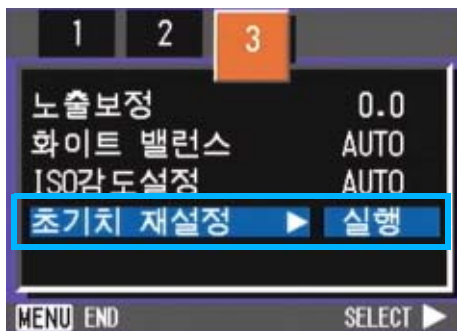 1 2 3
노출보정 0.0
화이트 밸런스 AUTO
ISO감도설정 AUTO
초기치 재설정 ▶ 실행
MENU END SELECT ▶